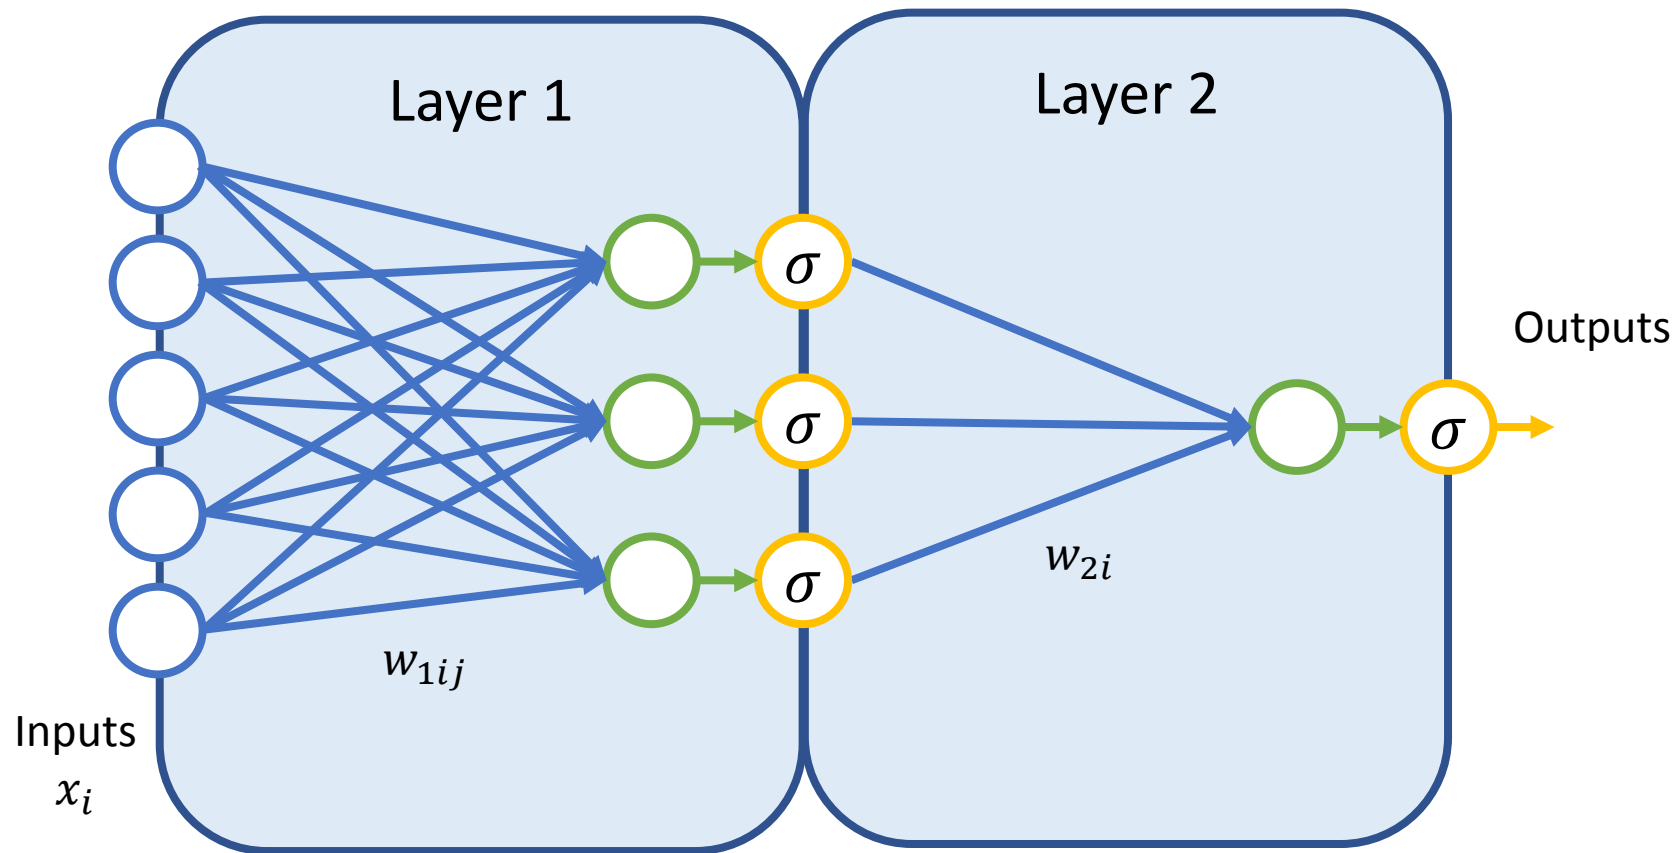 Layer 1
Layer 2
σ
σ
σ
σ
Outputs
w₁ᵢⱼ
w₂ᵢ
Inputs
xᵢ